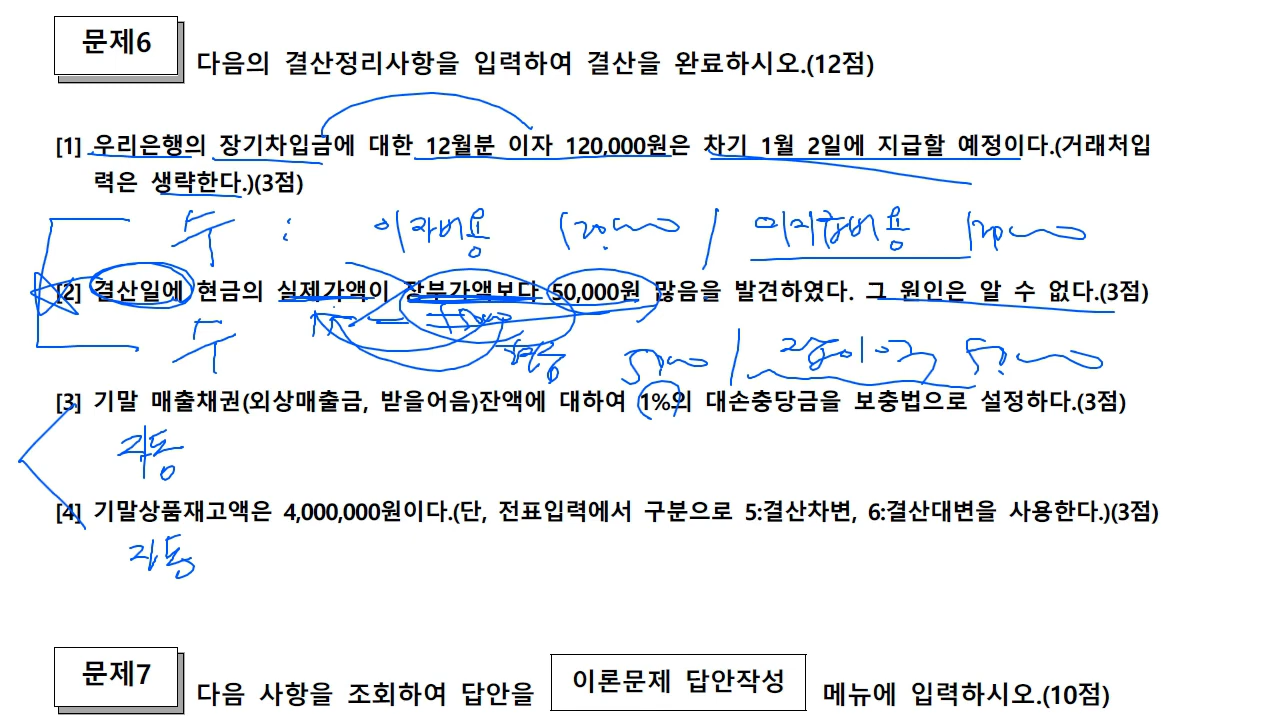 문제6
다음의 결산정리사항을 입력하여 결산을 완료하시오.(12점)
[1] 우리은행의 장기차입금에 대한 12월분 이자 120,000원은 차기 1월 2일에 지급할 예정이다.(거래처입
력은 생략한다.)(3점)
수 : 이자비용 / 미지급비용
[2] 결산일에 현금의 실제가액이 장부가액보다 50,000원 많음을 발견하였다. 그 원인은 알 수 없다.(3점)
수
현금 / 잡이익
[3] 기말 매출채권(외상매출금, 받을어음)잔액에 대하여 1%의 대손충당금을 보충법으로 설정하다.(3점)
자동
[4] 기말상품재고액은 4,000,000원이다.(단, 전표입력에서 구분으로 5:결산차변, 6:결산대변을 사용한다.)(3점)
자동
문제7
다음 사항을 조회하여 답안을 이론문제 답안작성 메뉴에 입력하시오.(10점)